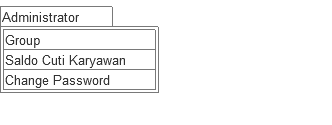 Administrator
Group
Saldo Cuti Karyawan
Change Password